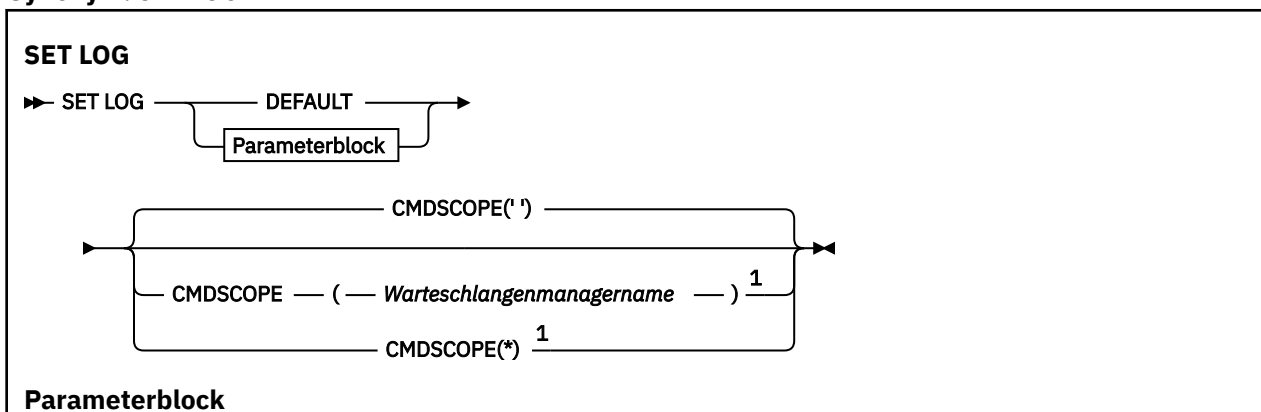 SET LOG
SET LOG DEFAULT
Parameterblock
CMDSCOPE(' ')
CMDSCOPE ( Warteschlangenmanagername ) 1
CMDSCOPE(*) 1
Parameterblock